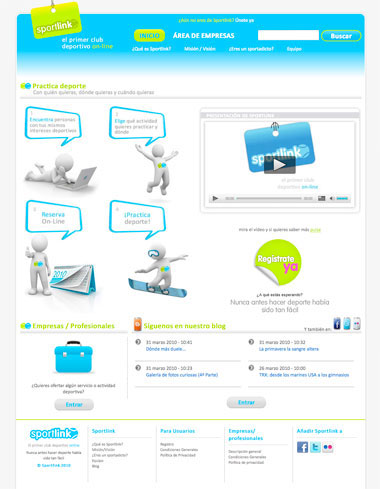 ¿Aún no eres de Sportlink? Únete ya
sportlink
el primer club
deportivo on-line
INICIO
ÁREA DE EMPRESAS
Buscar
¿Qué es Sportlink?
Misión / Visión
¿Eres un sportadicto?
Equipo
Practica deporte
Con quién quieras, dónde quieras y cuándo quieras
1
Encuentra personas
con tus mismos
intereses deportivos
2
Elige qué actividad
quieres practicar y
dónde
PRESENTACIÓN DE SPORTLINK
sportlink
el primer club
deportivo on-line
3
Reserva
On-Line
2010
4
¡Practica
deporte!
mira el vídeo y si quieres saber más pulsa
Regístrate
ya
¿A qué estás esperando?
Nunca antes hacer deporte había
sido tan fácil
Empresas / Profesionales
¿Quieres ofertar algún servicio o actividad
deportiva?
Entrar
Síguenos en nuestro blog
Y también en
31 marzo 2010 - 10:41
Dónde más duele...
31 marzo 2010 - 10:32
La primavera la sangre altera
31 marzo 2010 - 10:23
Galería de fotos curiosas (4ª Parte)
26 marzo 2010 - 10:00
TRX, desde los marines USA a los gimnasios
Entrar
sportlink
El primer club deportivo online
Nunca antes hacer deporte había
sido tan fácil
© Sportlink 2010
Sportlink
¿Qué es Sportlink?
Misión/Visión
¿Eres un sportadicto?
Equipo
Blog
Para Usuarios
Registro
Condiciones Generales
Política de Privacidad
Empresas/
profesionales
Descripción general
Condiciones Generales
Política de privacidad
Añadir Sportlink a